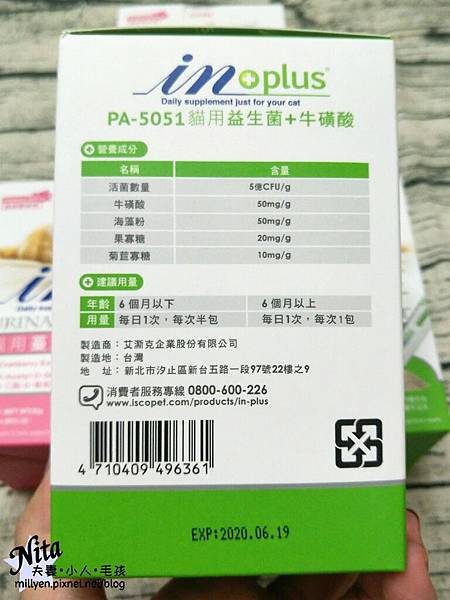 in plus®
Daily supplement just for your cat
PA-5051 貓用益生菌+牛磺酸
營養成分
名稱 含量
活菌數量 5億CFU/g
牛磺酸 50mg/g
海藻粉 50mg/g
果寡糖 20mg/g
菊苣寡糖 10mg/g
建議用量
年齡 6個月以下 6個月以上
用量 每日1次，每次半包 每日1次，每次1包
製造商：艾澌克企業股份有限公司
製造地：台灣
地 址：新北市汐止區新台五路一段97號22樓之9
消費者服務專線 0800-600-226
www.iscopet.com/products/in-plus
4 710409 496361
EXP:2020.06.19
Nita
夫妻•小人•毛孩
millyen.pixnet.net/blog